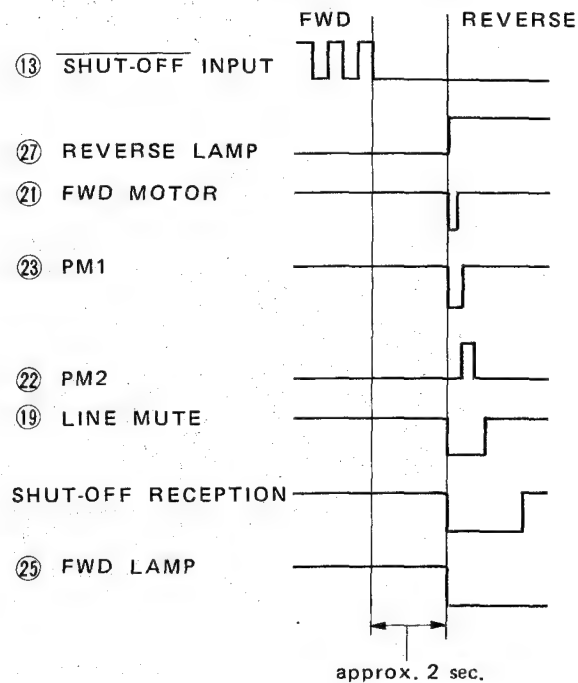 FWD REVERSE
⑬ SHUT-OFF INPUT
㉗ REVERSE LAMP
㉑ FWD MOTOR
㉓ PM1
㉒ PM2
⑲ LINE MUTE
SHUT-OFF RECEPTION
㉕ FWD LAMP
approx. 2 sec.